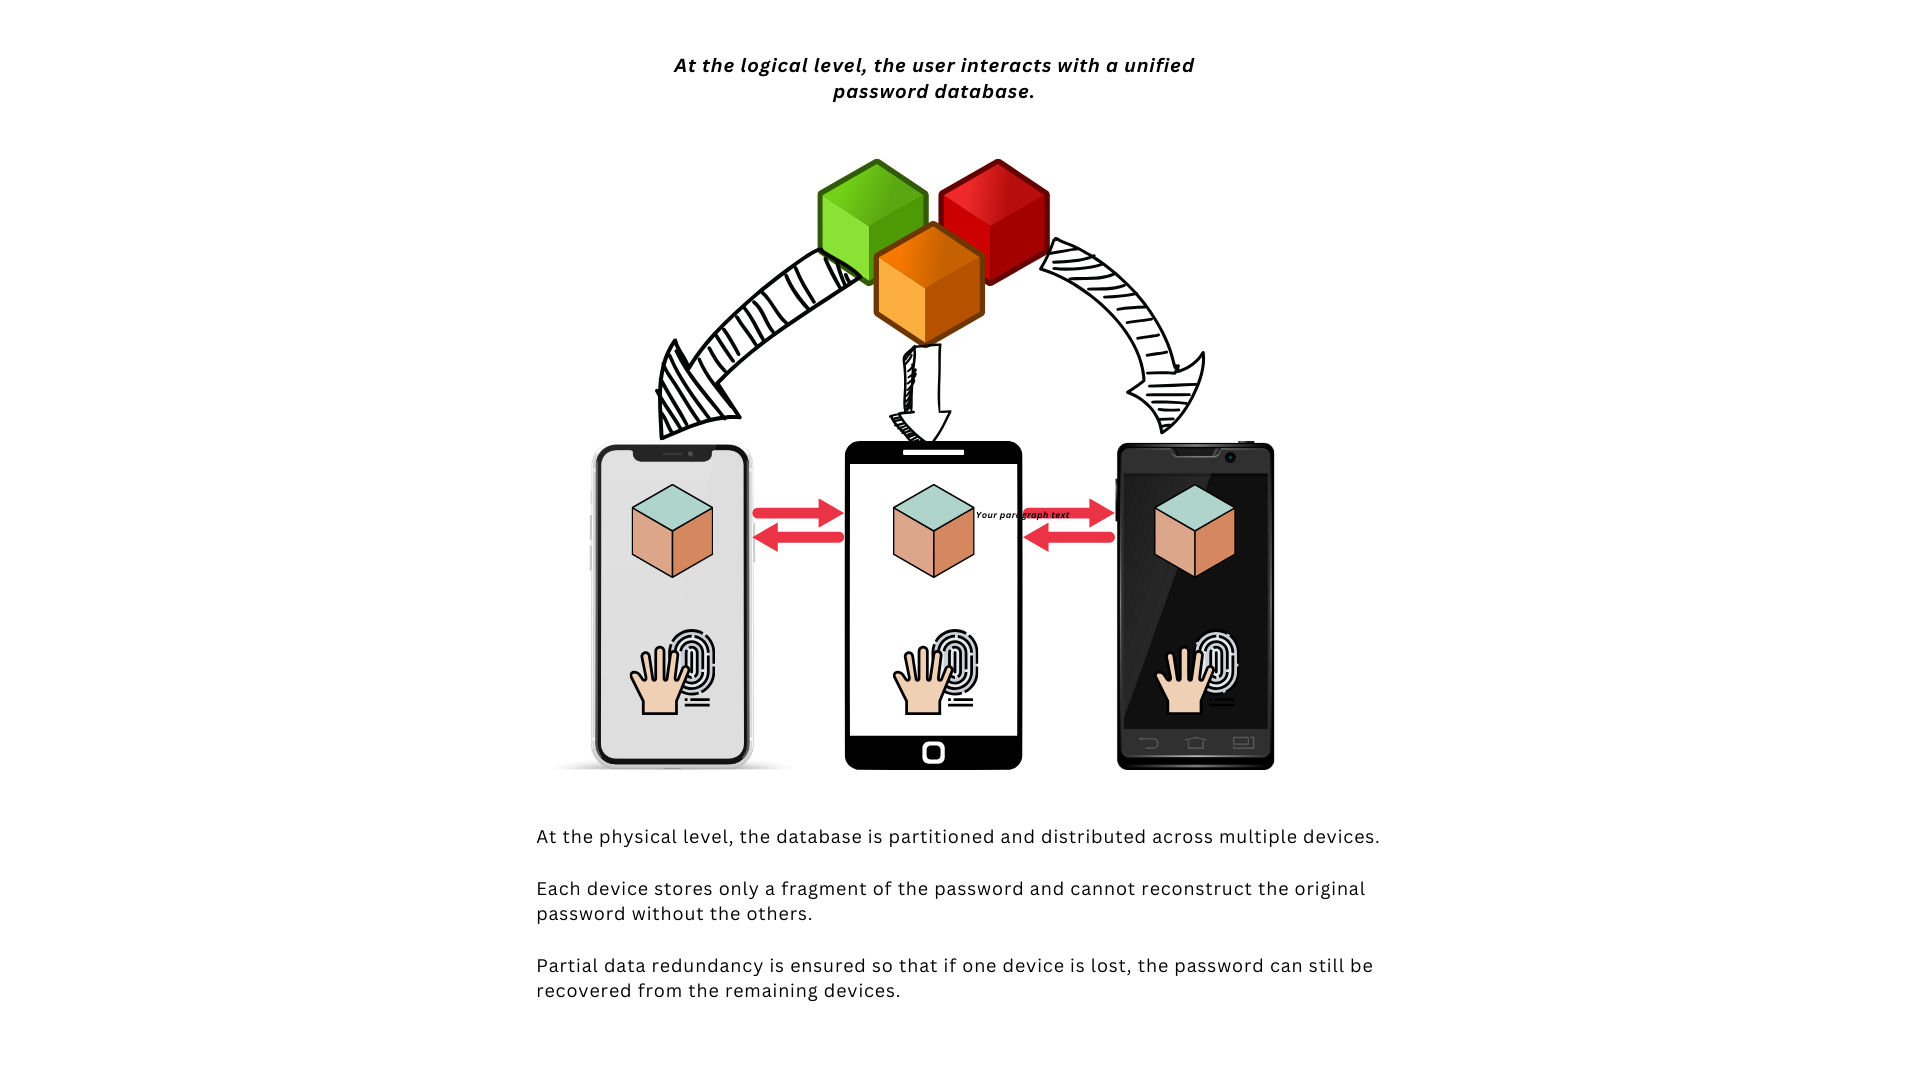 At the logical level, the user interacts with a unified
password database.
Your paragraph text
At the physical level, the database is partitioned and distributed across multiple devices.
Each device stores only a fragment of the password and cannot reconstruct the original
password without the others.
Partial data redundancy is ensured so that if one device is lost, the password can still be
recovered from the remaining devices.